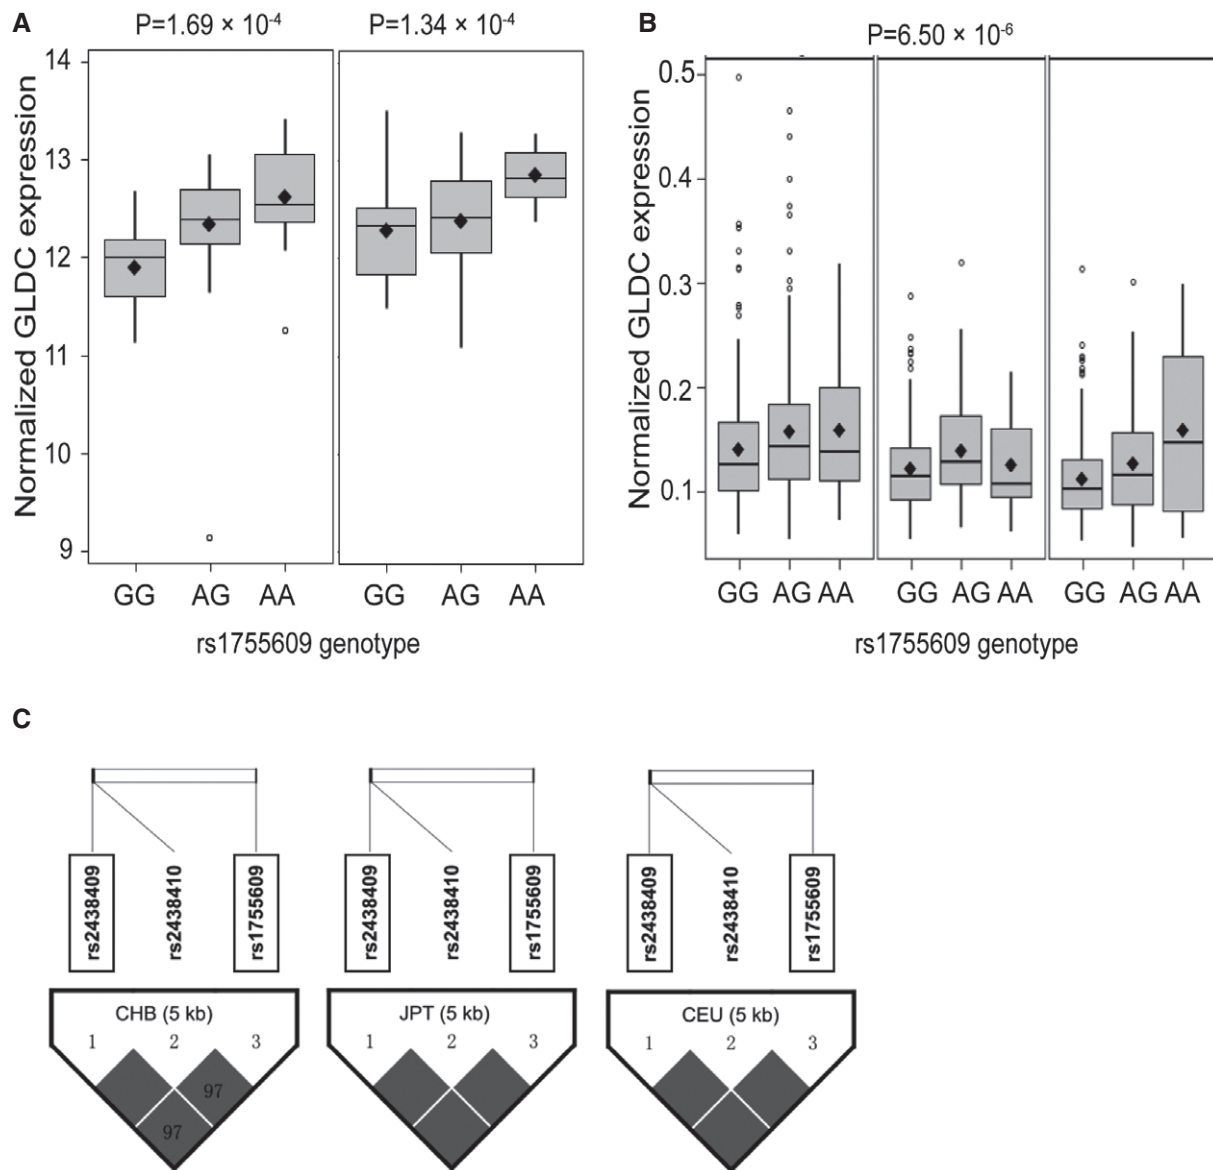 A
P=1.69 × 10-4
P=1.34 × 10-4
B
P=6.50 × 10-6
Normalized GLDC expression
14
13
12
11
10
9
GG AG AA
GG AG AA
rs1755609 genotype
Normalized GLDC expression
0.5
0.4
0.3
0.2
0.1
GG AG AA
GG AG AA
GG AG AA
rs1755609 genotype
C
rs2438409
rs2438410
rs1755609
CHB (5 kb)
1 2 3
97
97
rs2438409
rs2438410
rs1755609
JPT (5 kb)
1 2 3
rs2438409
rs2438410
rs1755609
CEU (5 kb)
1 2 3